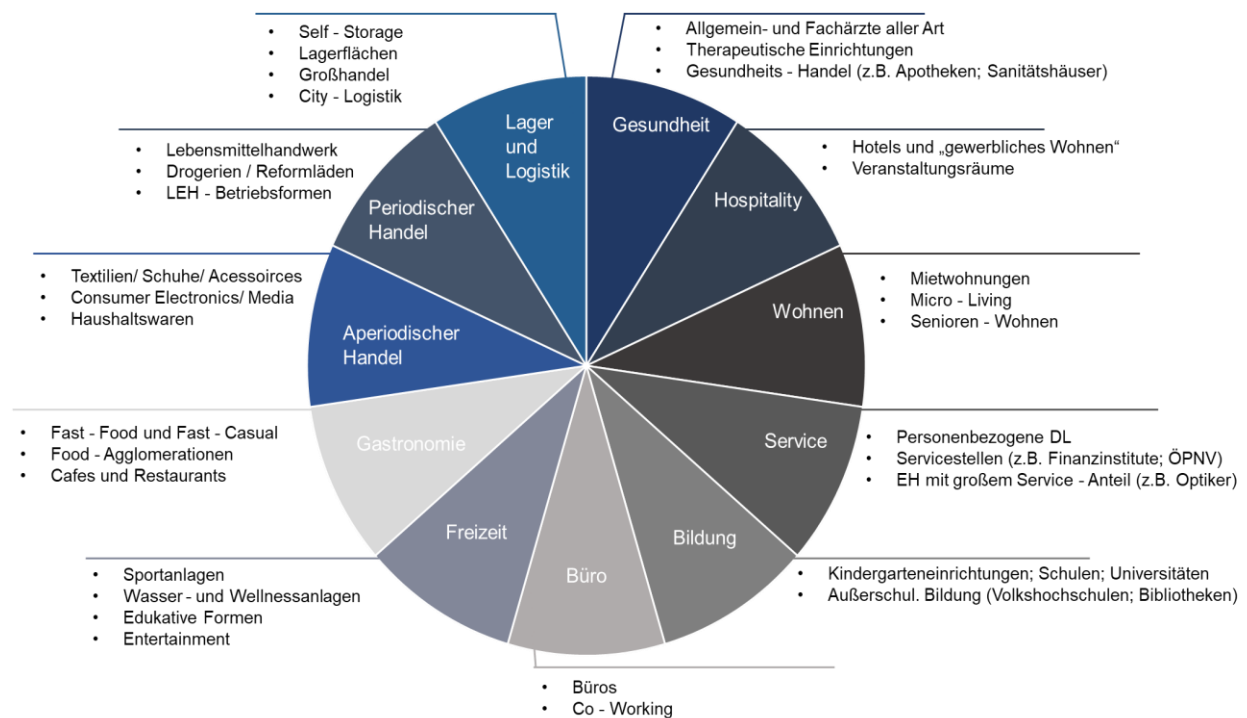 • Self - Storage
• Lagerflächen
• Großhandel
• City - Logistik
• Allgemein- und Fachärzte aller Art
• Therapeutische Einrichtungen
• Gesundheits - Handel (z.B. Apotheken; Sanitätshäuser)
Lager
und
Logistik
Gesundheit
• Lebensmittelhandwerk
• Drogerien / Reformläden
• LEH - Betriebsformen
• Hotels und „gewerbliches Wohnen“
• Veranstaltungsräume
Periodischer
Handel
Hospitality
• Textilien/ Schuhe/ Acessoirces
• Consumer Electronics/ Media
• Haushaltswaren
• Mietwohnungen
• Micro - Living
• Senioren - Wohnen
Aperiodischer
Handel
Wohnen
• Fast - Food und Fast - Casual
• Food - Agglomerationen
• Cafes und Restaurants
Gastronomie
Service
• Personenbezogene DL
• Servicestellen (z.B. Finanzinstitute; ÖPNV)
• EH mit großem Service - Anteil (z.B. Optiker)
Freizeit
Büro
Bildung
• Sportanlagen
• Wasser - und Wellnessanlagen
• Edukative Formen
• Entertainment
• Kindergarteneinrichtungen; Schulen; Universitäten
• Außerschul. Bildung (Volkshochschulen; Bibliotheken)
• Büros
• Co - Working